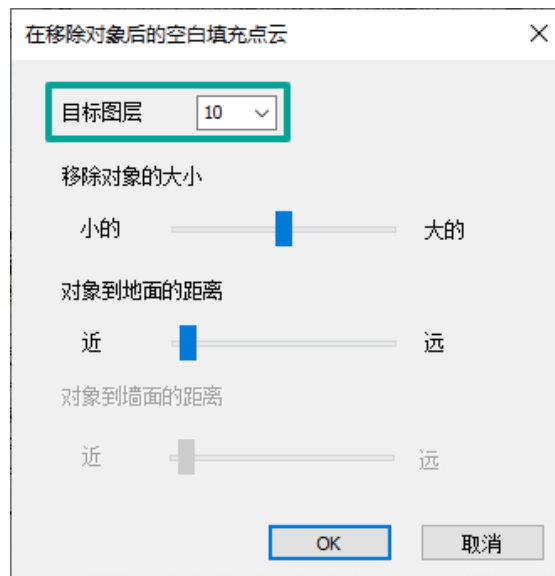 在移除对象后的空白填充点云
目标图层 10
移除对象的大小
小的 大的
对象到地面的距离
近 远
对象到墙面的距离
近 远
OK 取消